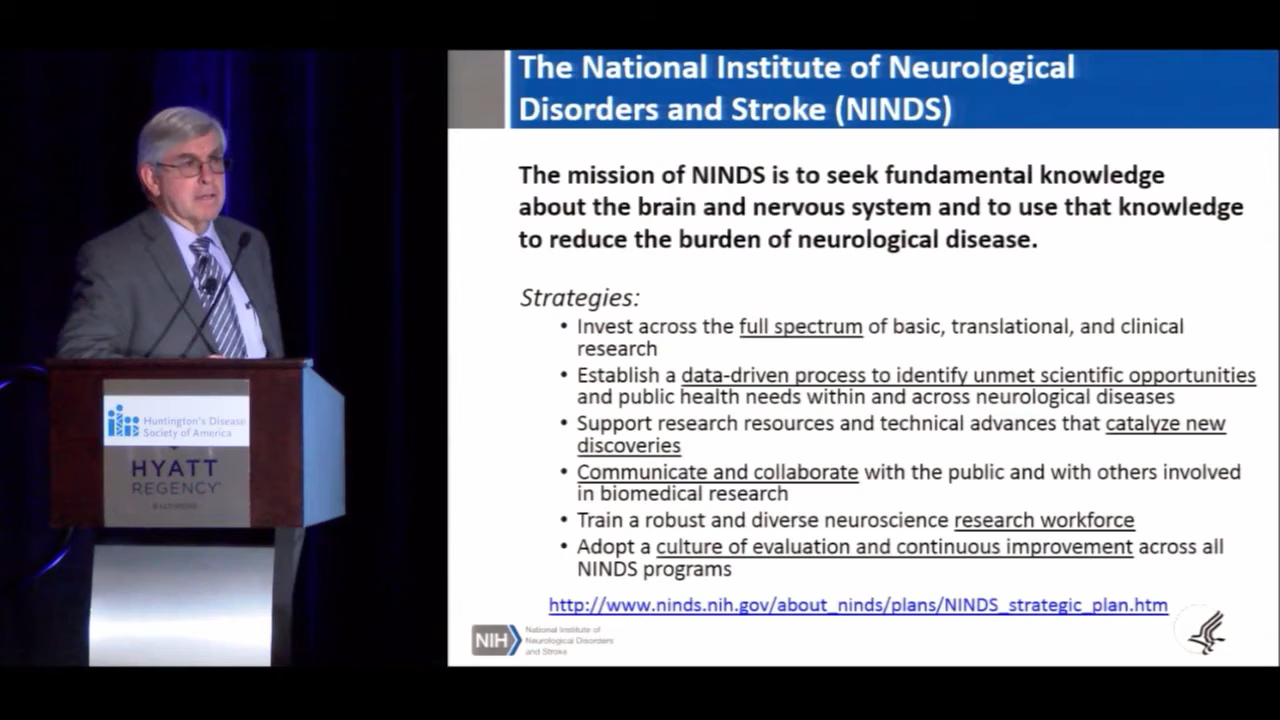 The National Institute of Neurological
Disorders and Stroke (NINDS)
The mission of NINDS is to seek fundamental knowledge
about the brain and nervous system and to use that knowledge
to reduce the burden of neurological disease.
Strategies:
• Invest across the full spectrum of basic, translational, and clinical
research
• Establish a data-driven process to identify unmet scientific opportunities
and public health needs within and across neurological diseases
• Support research resources and technical advances that catalyze new
discoveries
• Communicate and collaborate with the public and with others involved
in biomedical research
• Train a robust and diverse neuroscience research workforce
• Adopt a culture of evaluation and continuous improvement across all
NINDS programs
http://www.ninds.nih.gov/about_ninds/plans/NINDS_strategic_plan.htm
NIH
National Institute of
Neurological Disorders
and Stroke
Huntington's Disease
Society of America
HYATT
REGENCY
BALTIMORE